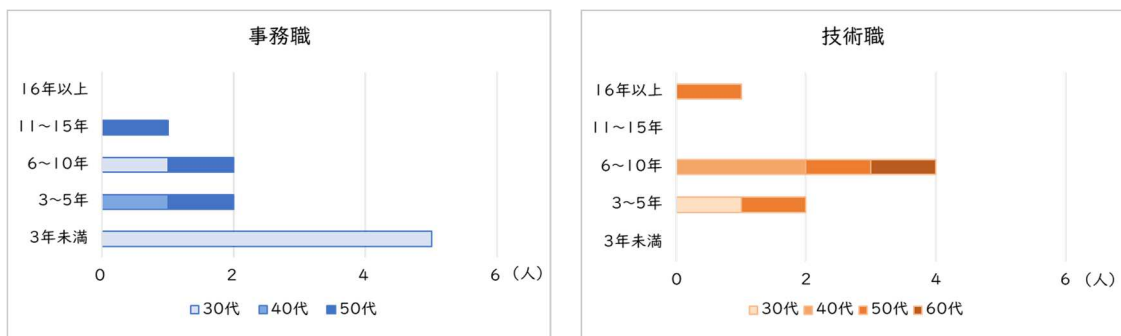 事務職
16年以上
11～15年
6～10年
3～5年
3年未満
0 2 4 6 （人）
30代 40代 50代
技術職
16年以上
11～15年
6～10年
3～5年
3年未満
0 2 4 6 （人）
30代 40代 50代 60代